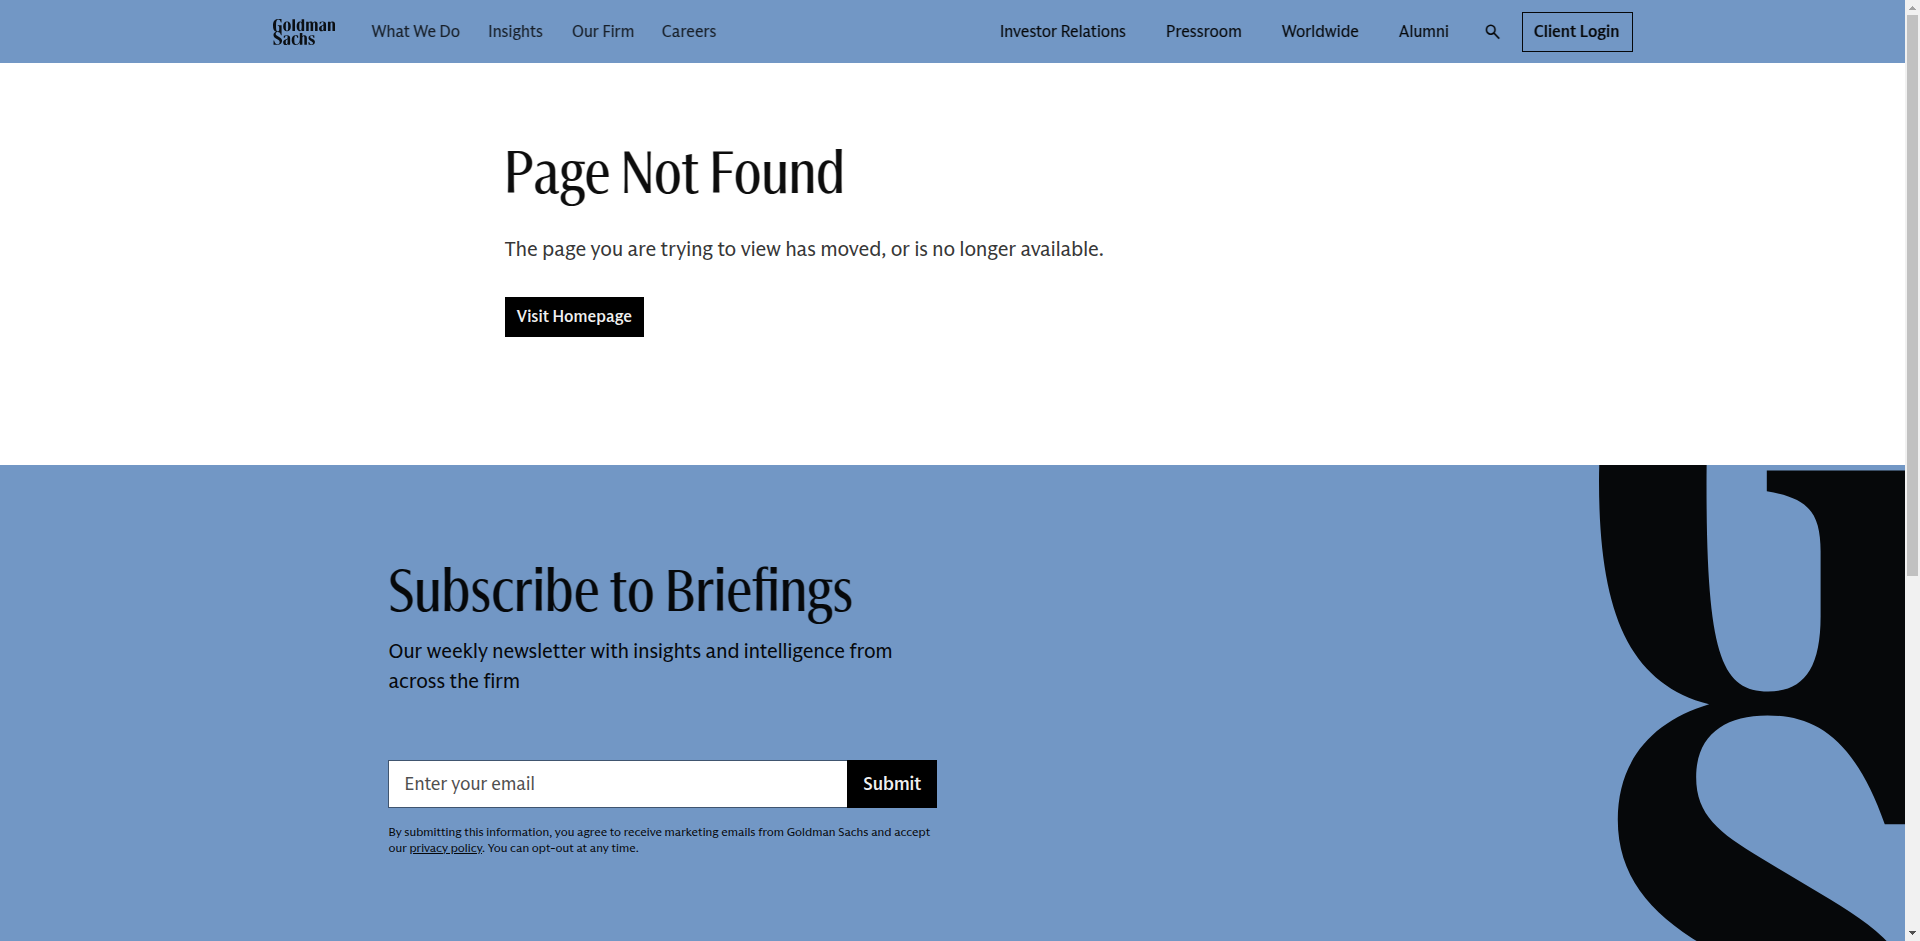 Goldman
Sachs
What We Do
Insights
Our Firm
Careers
Investor Relations
Pressroom
Worldwide
Alumni
Client Login
Page Not Found
The page you are trying to view has moved, or is no longer available.
Visit Homepage
Subscribe to Briefings
Our weekly newsletter with insights and intelligence from
across the firm
Enter your email
Submit
By submitting this information, you agree to receive marketing emails from Goldman Sachs and accept
our privacy policy. You can opt-out at any time.